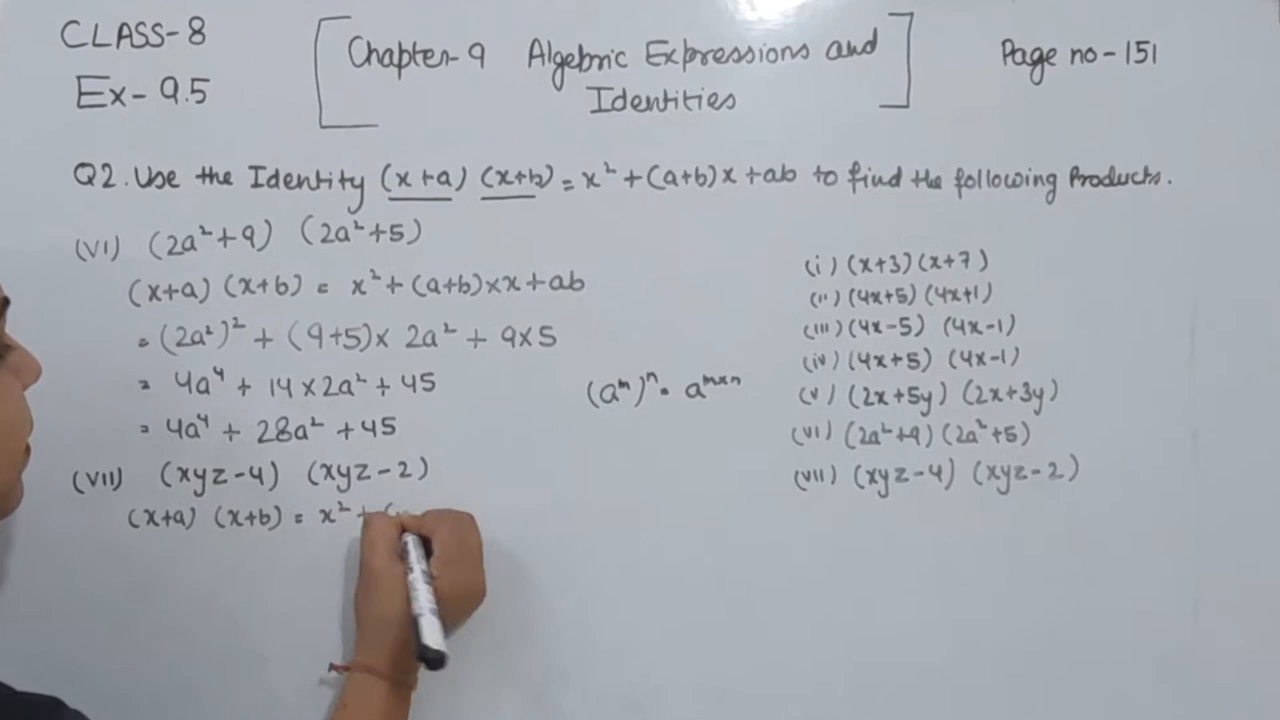 CLASS-8
Ex- 9.5
Chapter-9 Algebric Expressions and
Identities
Page no-151
Q2. Use the Identity (x+a) (x+b) = x² + (a+b)x + ab to find the following Products.
(VI) (2a²+9) (2a²+5)
(x+a) (x+b) = x² + (a+b)×x + ab
= (2a²)² + (9+5)× 2a² + 9×5
= 4a⁴ + 14×2a² + 45
= 4a⁴ + 28a² + 45
(VII) (xyz-4) (xyz-2)
(x+a) (x+b) = x² + (
(aᵐ)ⁿ = aᵐˣⁿ
(i) (x+3)(x+7)
(ii) (4x+5) (4x+1)
(iii) (4x-5) (4x-1)
(iv) (4x+5) (4x-1)
(v) (2x+5y) (2x+3y)
(vi) (2a²+9) (2a²+5)
(vii) (xyz-4) (xyz-2)